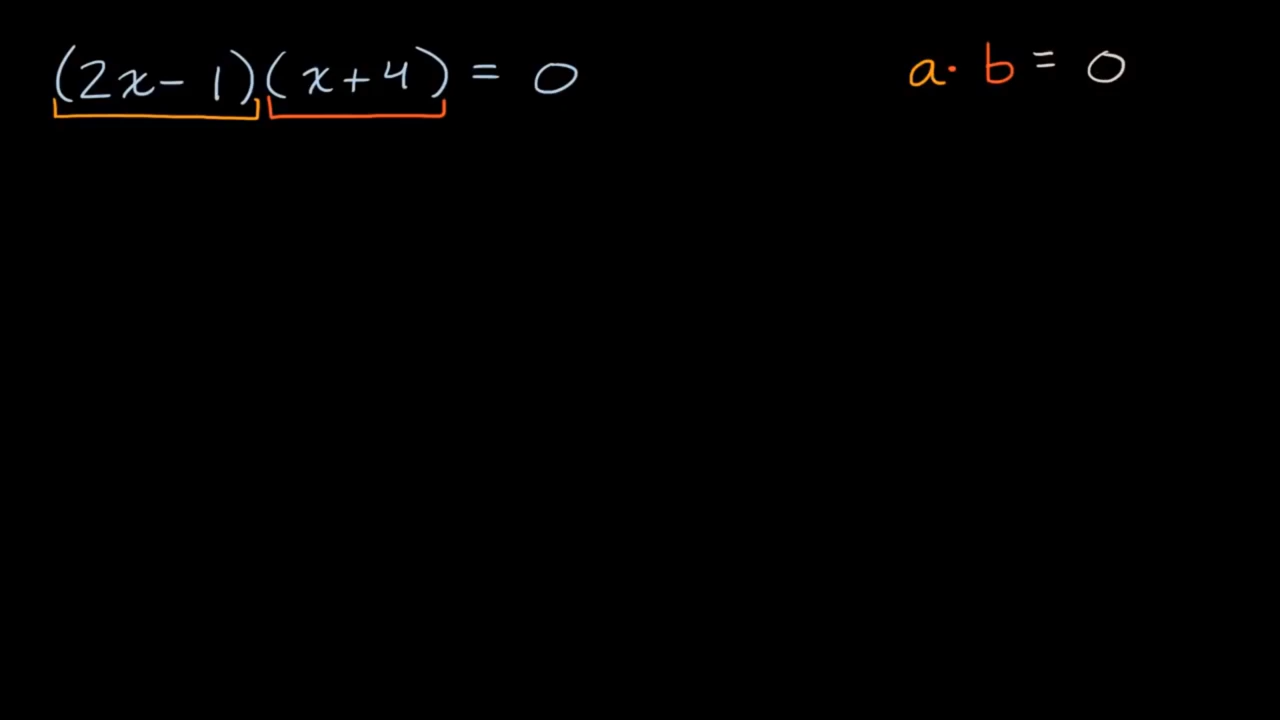 (2x - 1)(x + 4) = 0
a · b = 0